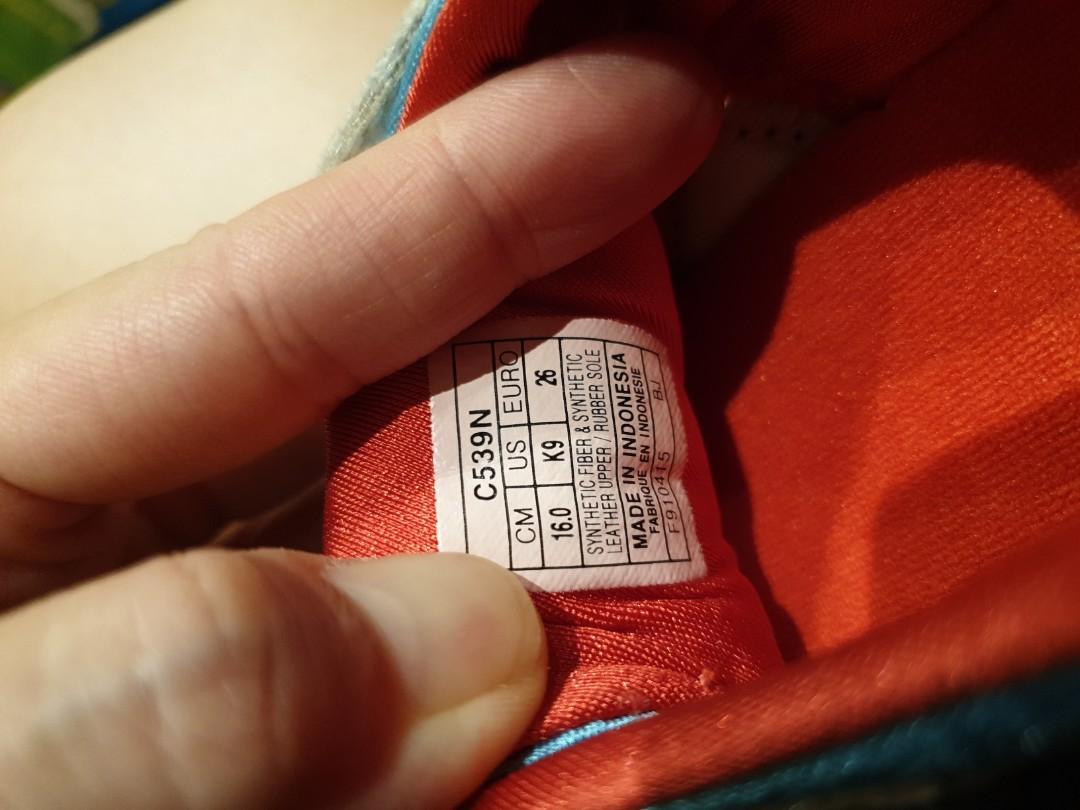 C539N
CM US EURO
16.0 K9 26
SYNTHETIC FIBER & SYNTHETIC
LEATHER UPPER / RUBBER SOLE
MADE IN INDONESIA
FABRIQUE EN INDONESIE
F910415 BJ